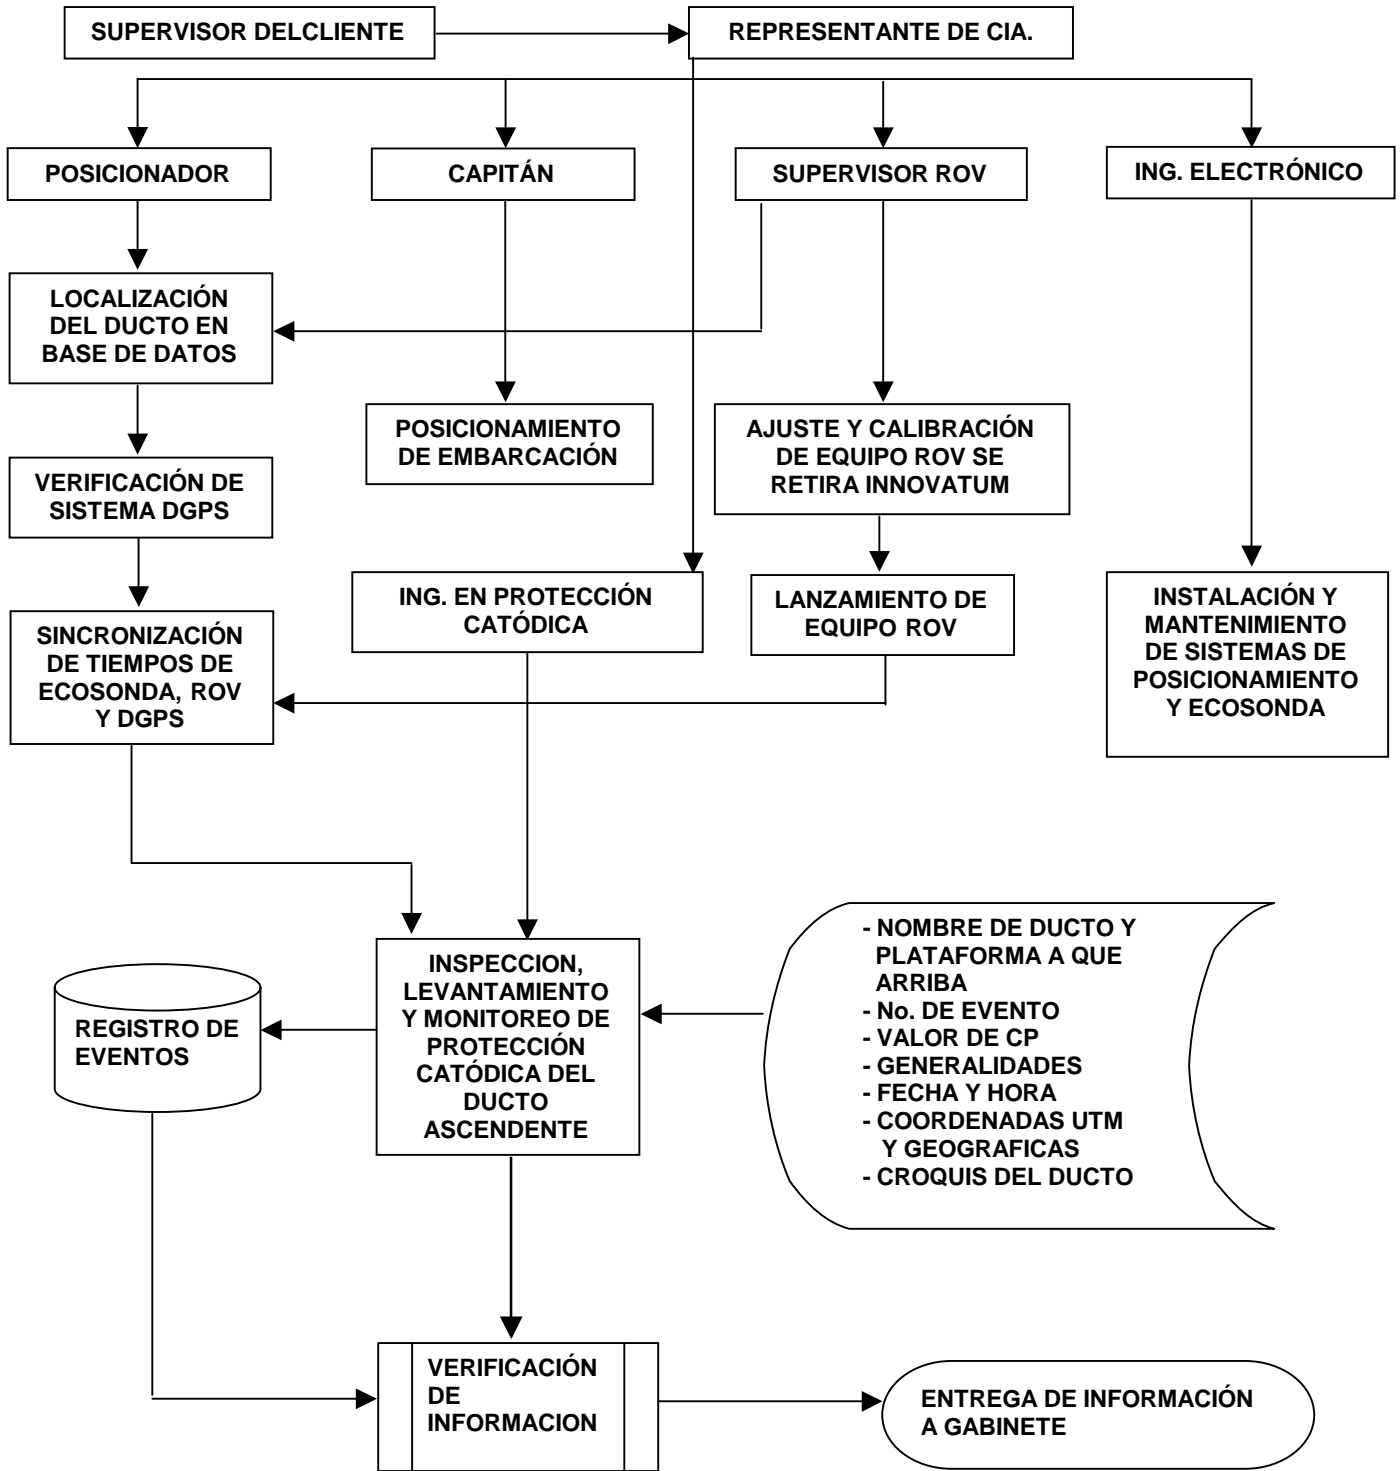 SUPERVISOR DELCLIENTE
REPRESENTANTE DE CIA.
POSICIONADOR
CAPITÁN
SUPERVISOR ROV
ING. ELECTRÓNICO
LOCALIZACIÓN
DEL DUCTO EN
BASE DE DATOS
POSICIONAMIENTO
DE EMBARCACIÓN
AJUSTE Y CALIBRACIÓN
DE EQUIPO ROV SE
RETIRA INNOVATUM
VERIFICACIÓN DE
SISTEMA DGPS
ING. EN PROTECCIÓN
CATÓDICA
LANZAMIENTO DE
EQUIPO ROV
INSTALACIÓN Y
MANTENIMIENTO
DE SISTEMAS DE
POSICIONAMIENTO
Y ECOSONDA
SINCRONIZACIÓN
DE TIEMPOS DE
ECOSONDA, ROV
Y DGPS
INSPECCION,
LEVANTAMIENTO
Y MONITOREO DE
PROTECCIÓN
CATÓDICA DEL
DUCTO
ASCENDENTE
- NOMBRE DE DUCTO Y
PLATAFORMA A QUE
ARRIBA
- No. DE EVENTO
- VALOR DE CP
- GENERALIDADES
- FECHA Y HORA
- COORDENADAS UTM
Y GEOGRAFICAS
- CROQUIS DEL DUCTO
REGISTRO DE
EVENTOS
VERIFICACIÓN
DE
INFORMACION
ENTREGA DE INFORMACIÓN
A GABINETE